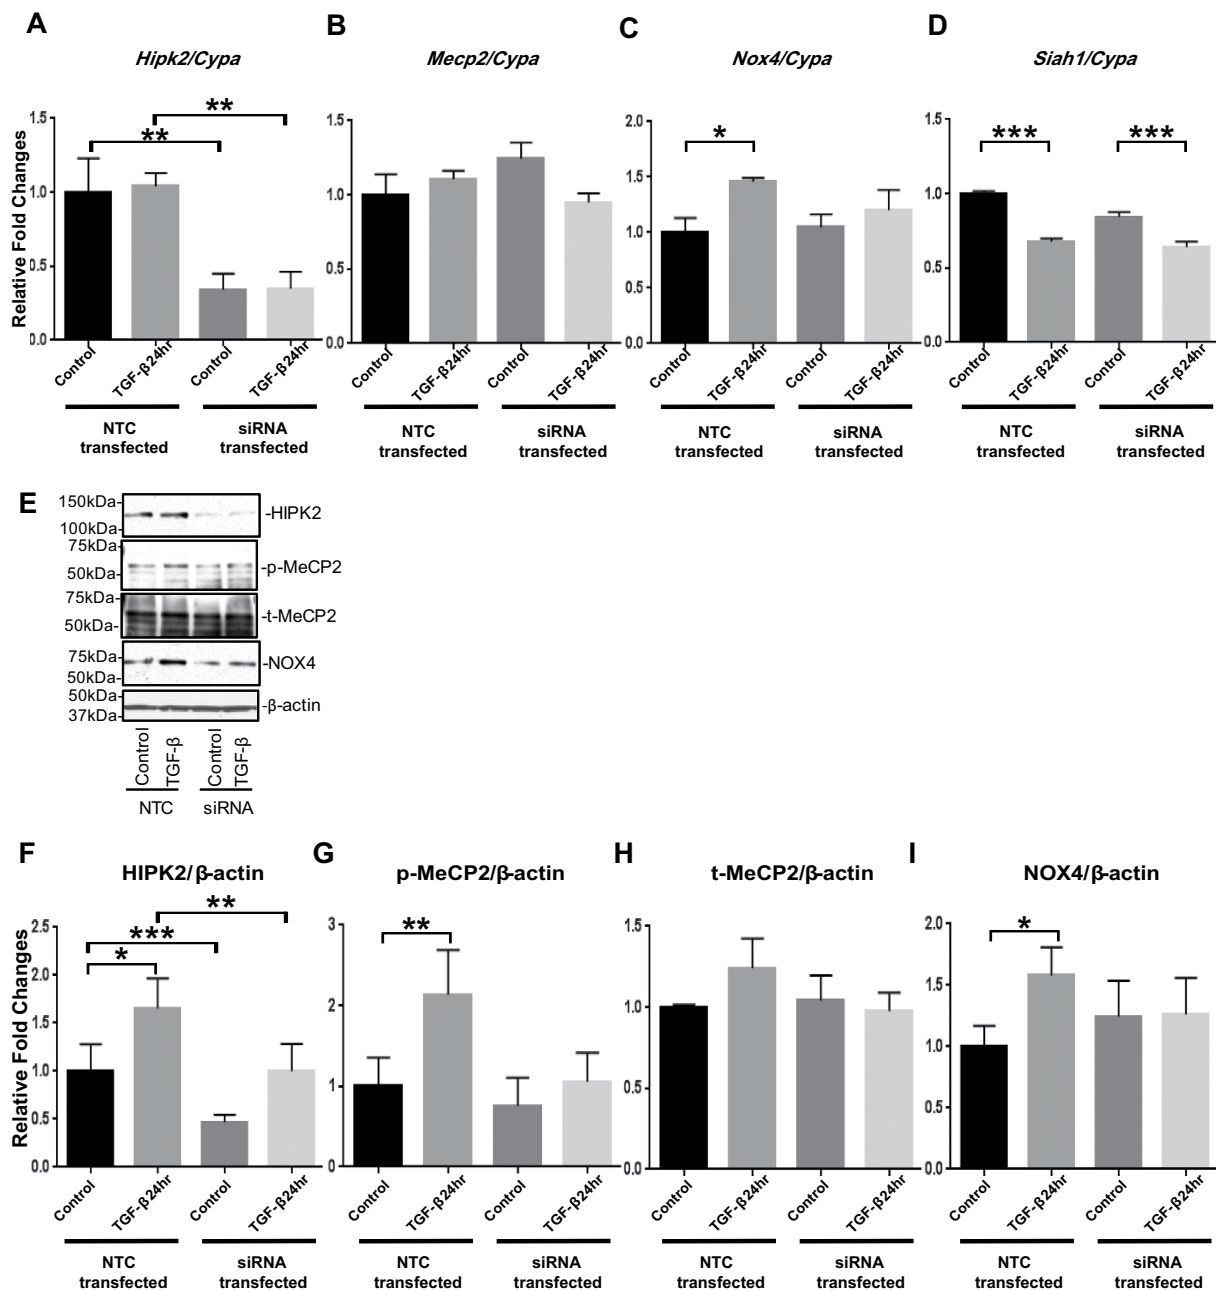 A
B
C
D
Hipk2/Cypa
Mecp2/Cypa
Nox4/Cypa
Siah1/Cypa
Relative Fold Changes
1.5
1.0
0.5
0.0
**
**
Control
TGF-β24hr
Control
TGF-β24hr
NTC
transfected
siRNA
transfected
1.5
1.0
0.5
0.0
Control
TGF-β24hr
Control
TGF-β24hr
NTC
transfected
siRNA
transfected
2.0
1.5
1.0
0.5
0.0
*
Control
TGF-β24hr
Control
TGF-β24hr
NTC
transfected
siRNA
transfected
1.5
1.0
0.5
0.0
***
***
Control
TGF-β24hr
Control
TGF-β24hr
NTC
transfected
siRNA
transfected
E
150kDa-
100kDa-
-HIPK2
75kDa-
50kDa-
-p-MeCP2
75kDa-
50kDa-
-t-MeCP2
75kDa-
50kDa-
-NOX4
50kDa-
37kDa-
-β-actin
Control
TGF-β
Control
TGF-β
NTC
siRNA
F
G
H
I
HIPK2/β-actin
p-MeCP2/β-actin
t-MeCP2/β-actin
NOX4/β-actin
Relative Fold Changes
2.5
2.0
1.5
1.0
0.5
0.0
**
***
*
Control
TGF-β24hr
Control
TGF-β24hr
NTC
transfected
siRNA
transfected
3
2
1
0
**
Control
TGF-β24hr
Control
TGF-β24hr
NTC
transfected
siRNA
transfected
1.5
1.0
0.5
0.0
Control
TGF-β24hr
Control
TGF-β24hr
NTC
transfected
siRNA
transfected
2.0
1.5
1.0
0.5
0.0
*
Control
TGF-β24hr
Control
TGF-β24hr
NTC
transfected
siRNA
transfected